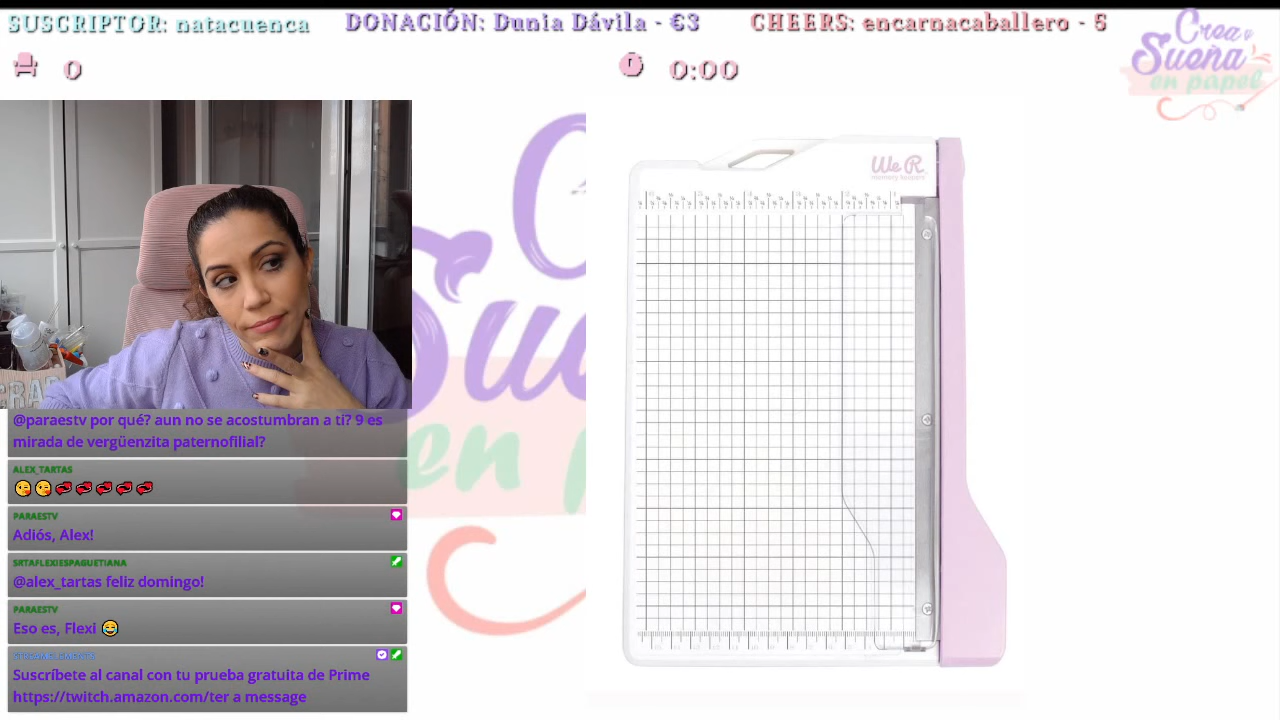 SUSCRIPTOR: natacuenca
DONACIÓN: Dunia Dávila - €3
CHEERS: encarnacaballero - 5
Crea y
Sueña
en papel
0
0:00
We R
memory keepers
@paraestv por qué? aun no se acostumbran a ti? 9 es
mirada de vergüenzita paternofilial?
ALEX_TARTAS
PARAESTV
Adiós, Alex!
SRTAFLEXIESPAGUETIANA
@alex_tartas feliz domingo!
PARAESTV
Eso es, Flexi
STREAMELEMENTS
Suscríbete al canal con tu prueba gratuita de Prime
https://twitch.amazon.com/ter a message